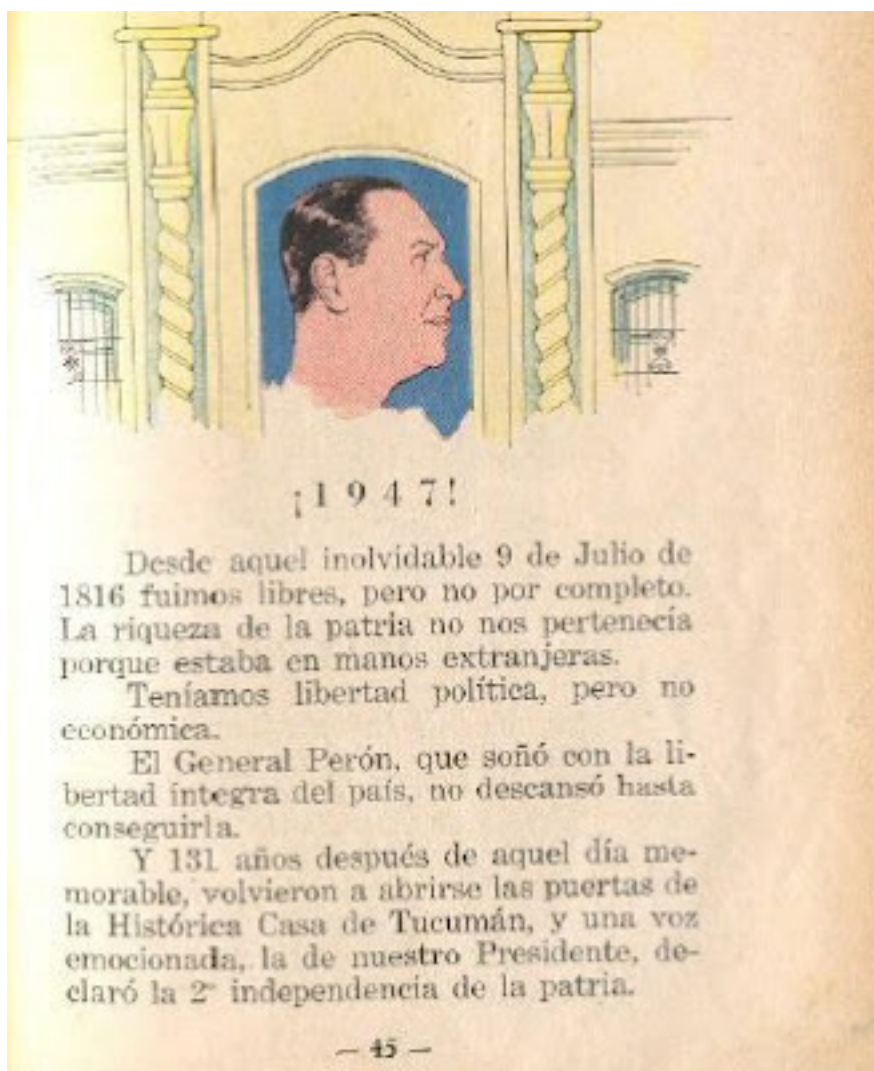 ¡1947!
Desde aquel inolvidable 9 de Julio de
1816 fuimos libres, pero no por completo.
La riqueza de la patria no nos pertenecía
porque estaba en manos extranjeras.
Teníamos libertad política, pero no
económica.
El General Perón, que soñó con la li-
bertad íntegra del país, no descansó hasta
conseguirla.
Y 131 años después de aquel día me-
morable, volvieron a abrirse las puertas de
la Histórica Casa de Tucumán, y una voz
emocionada, la de nuestro Presidente, de-
claró la 2ª independencia de la patria.
— 45 —